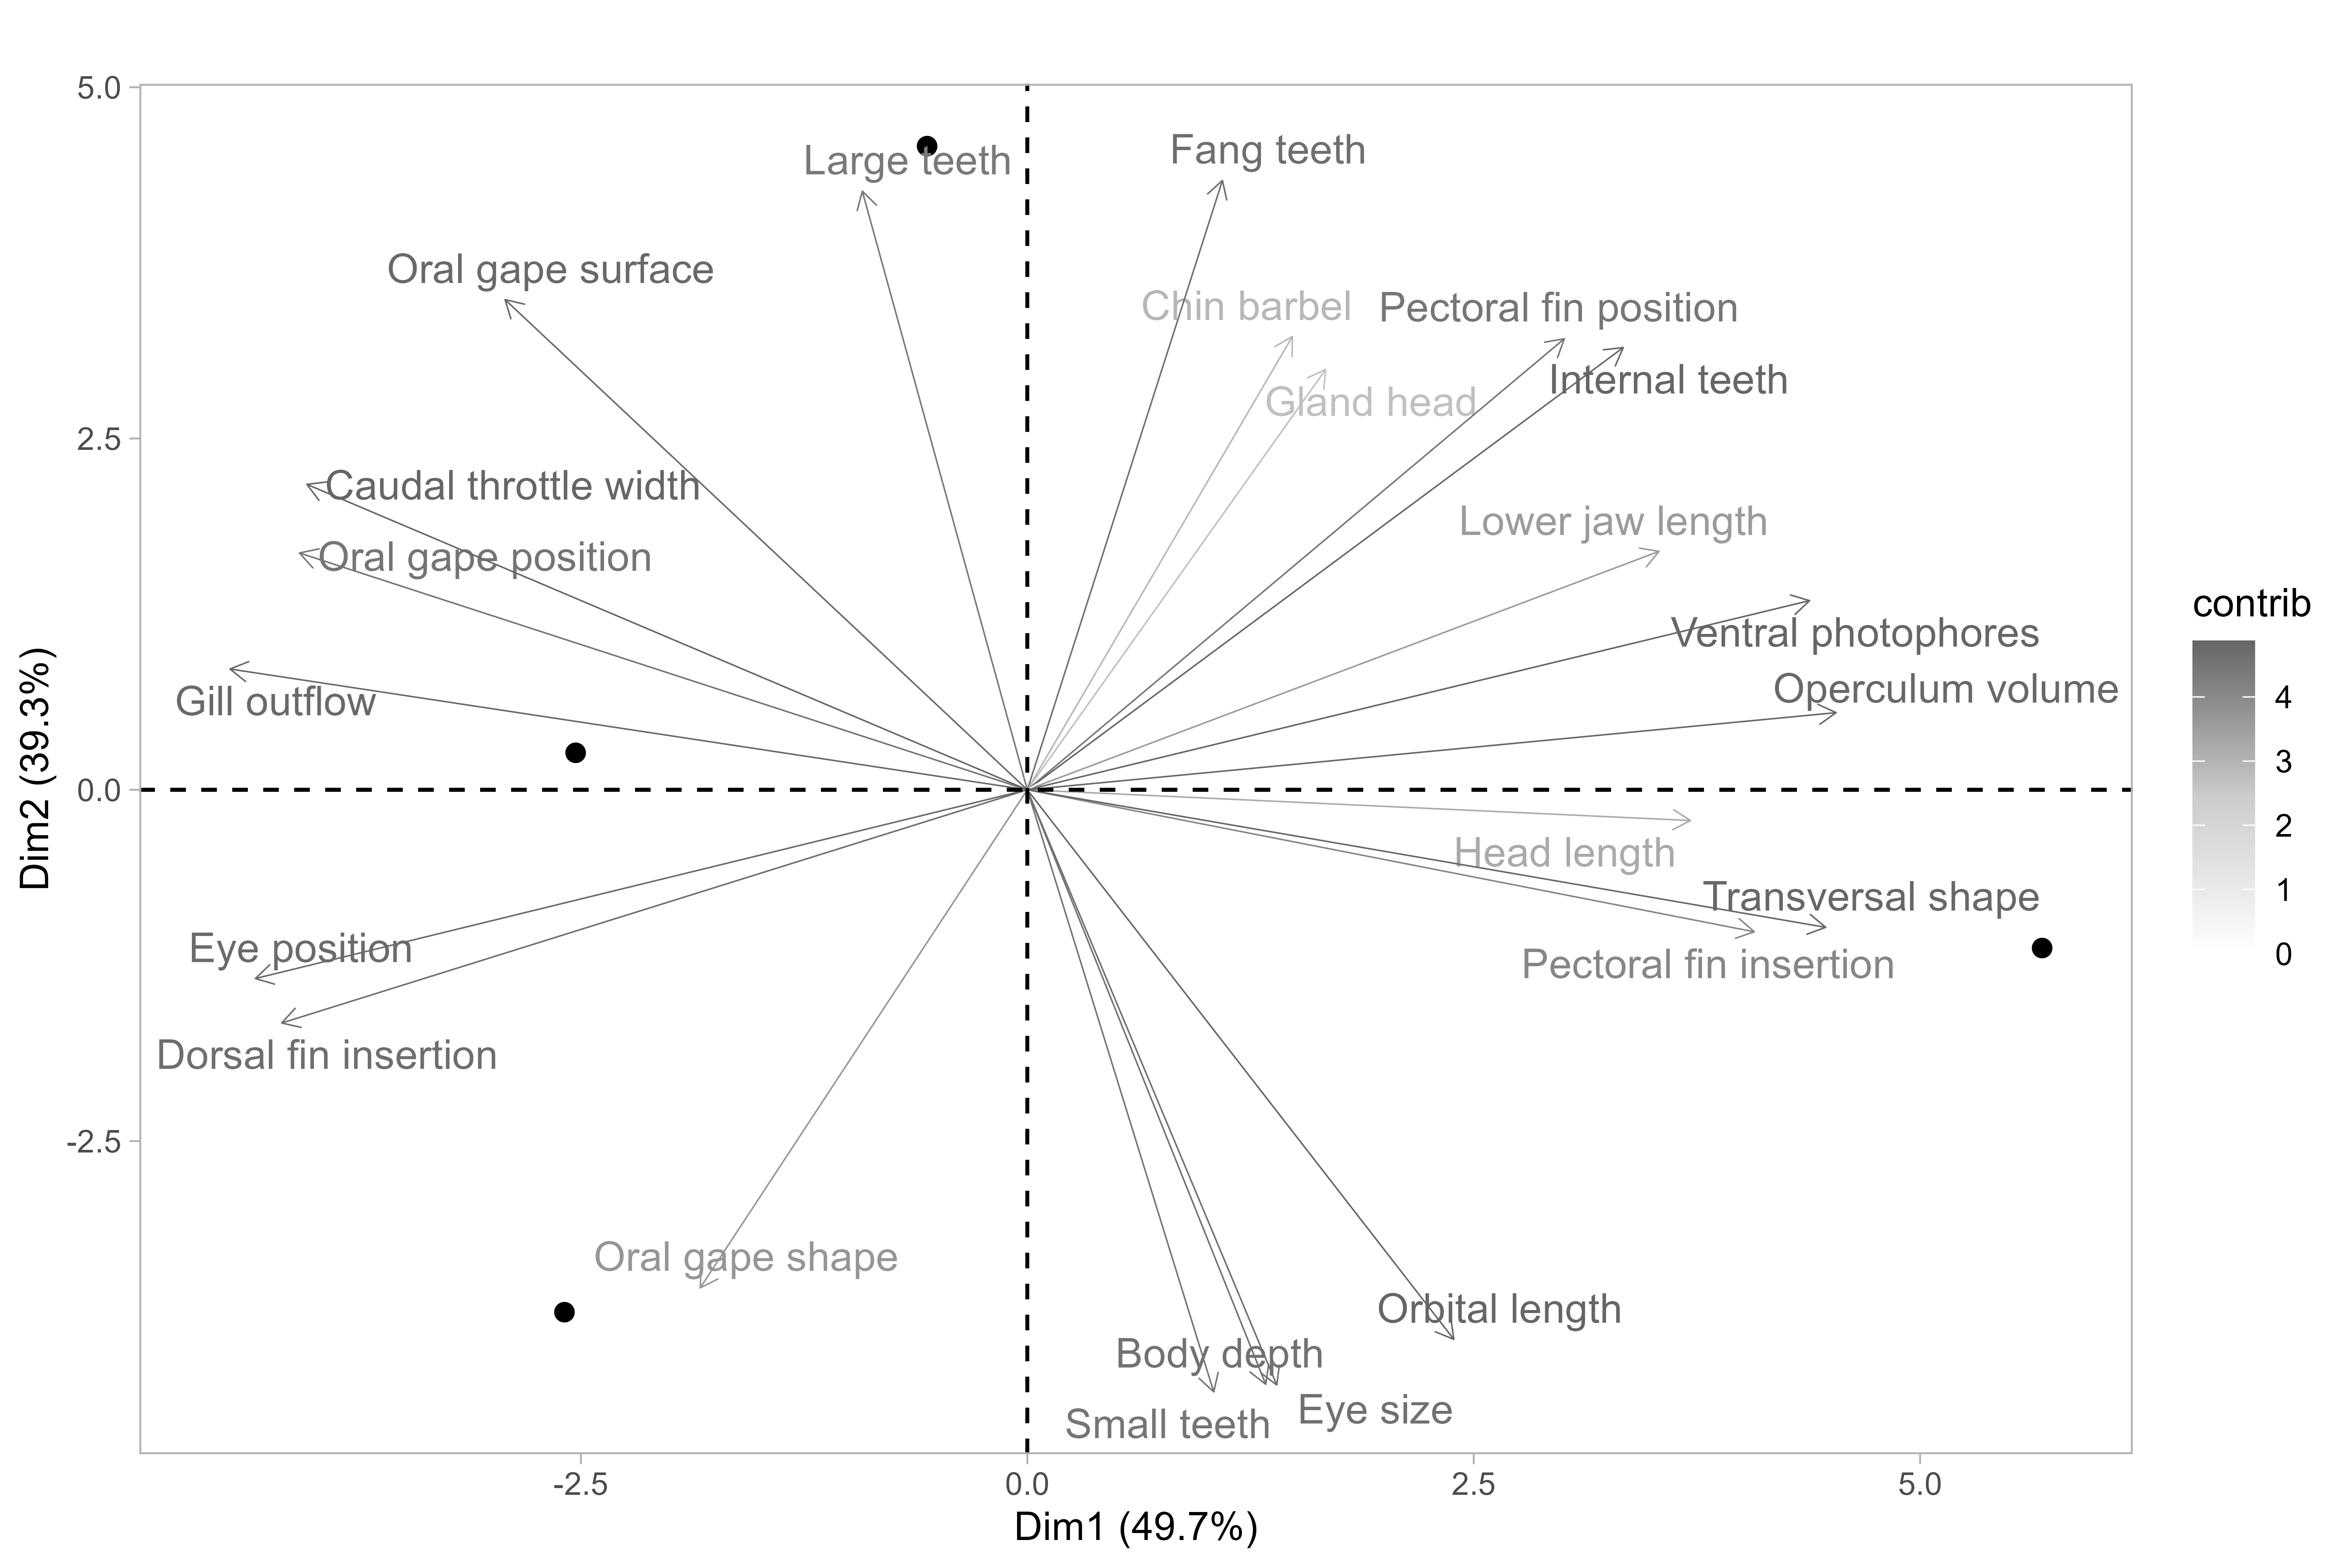 5.0
Fang teeth
Large teeth
Oral gape surface
Chin barbel
Pectoral fin position
Internal teeth
Gland head
2.5
Caudal throttle width
Lower jaw length
Oral gape position
contrib
Ventral photophores
Operculum volume
Gill outflow
4
3
2
1
0
Dim2 (39.3%)
0.0
Head length
Transversal shape
Eye position
Pectoral fin insertion
Dorsal fin insertion
-2.5
Oral gape shape
Orbital length
Body depth
Eye size
Small teeth
-2.5
0.0
2.5
5.0
Dim1 (49.7%)